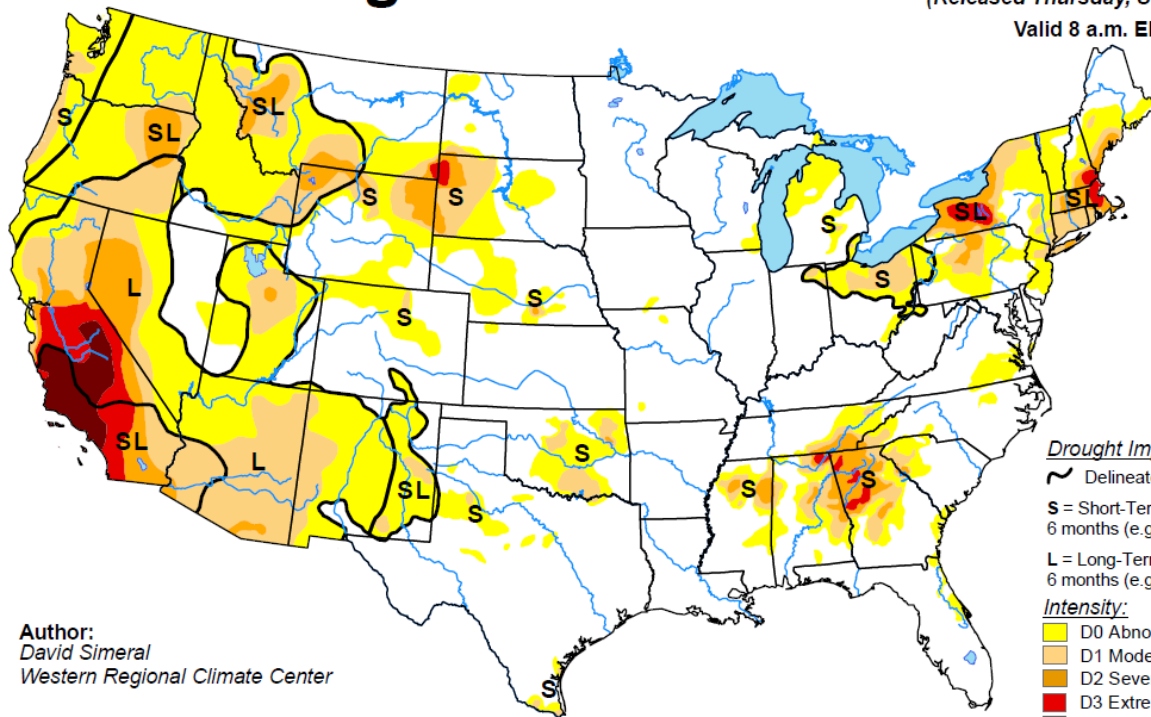 (Released Thursday,
Valid 8 a.m.
S
SL
SL
S
S
S
SL
SL
S
L
S
S
S
SL
L
SL
S
S
S
S
S
Drought Im
Delineat
S = Short-Ter
6 months (e.g
L = Long-Term
6 months (e.g
Intensity:
D0 Abno
D1 Mode
D2 Seve
D3 Extre
Author:
David Simeral
Western Regional Climate Center